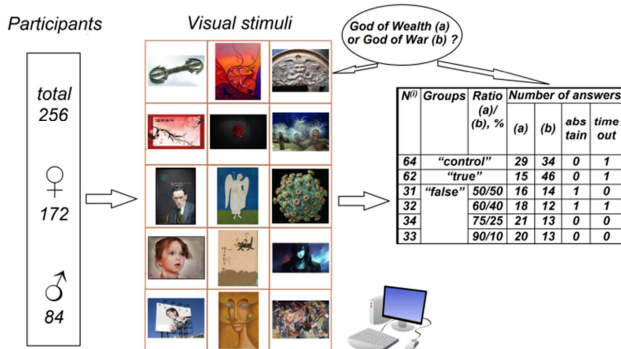 Participants
Visual stimuli
God of Wealth (a)
or God of War (b) ?
total
256
♀
172
♂
84
N(i) Groups Ratio (a)/ (b), % Number of answers
(a) (b) abs tain time out
64 "control" 29 34 0 1
62 "true" 15 46 0 1
31 "false" 50/50 16 14 1 0
32 60/40 18 12 1 1
34 75/25 21 13 0 0
33 90/10 20 13 0 0